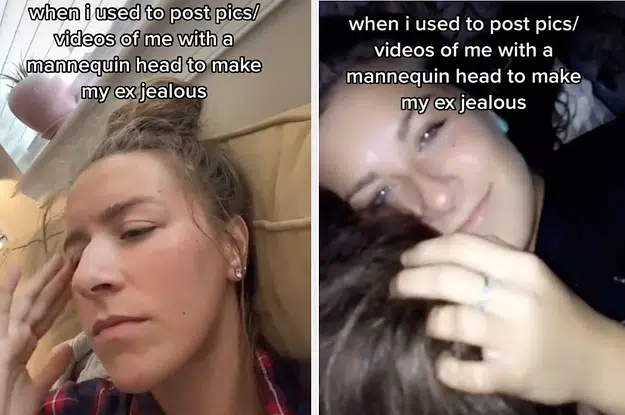 when i used to post pics/
videos of me with a
mannequin head to make
my ex jealous
when i used to post pics/
videos of me with a
mannequin head to make
my ex jealous